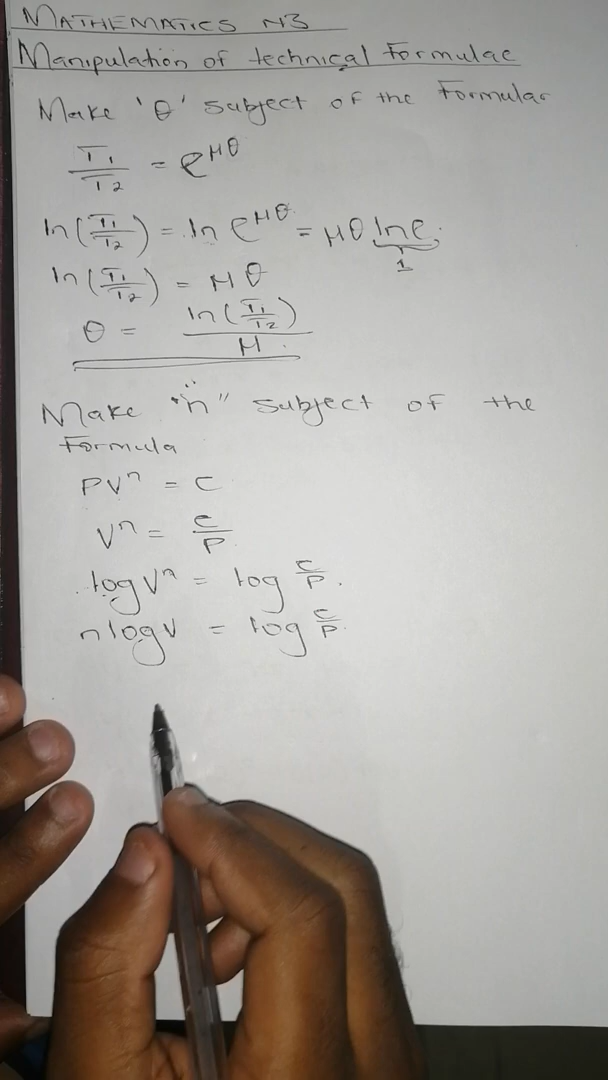 MATHEMATICS N3
Manipulation of technical Formulae
Make 'θ' subject of the Formular
T₁/T₂ = e^μθ
ln(T₁/T₂) = ln e^μθ = μθ ln e
1
ln(T₁/T₂) = μθ
θ = ln(T₁/T₂)/μ
Make "n" subject of the
Formula
PVⁿ = C
Vⁿ = C/P
log Vⁿ = log C/P.
n log V = log C/P.